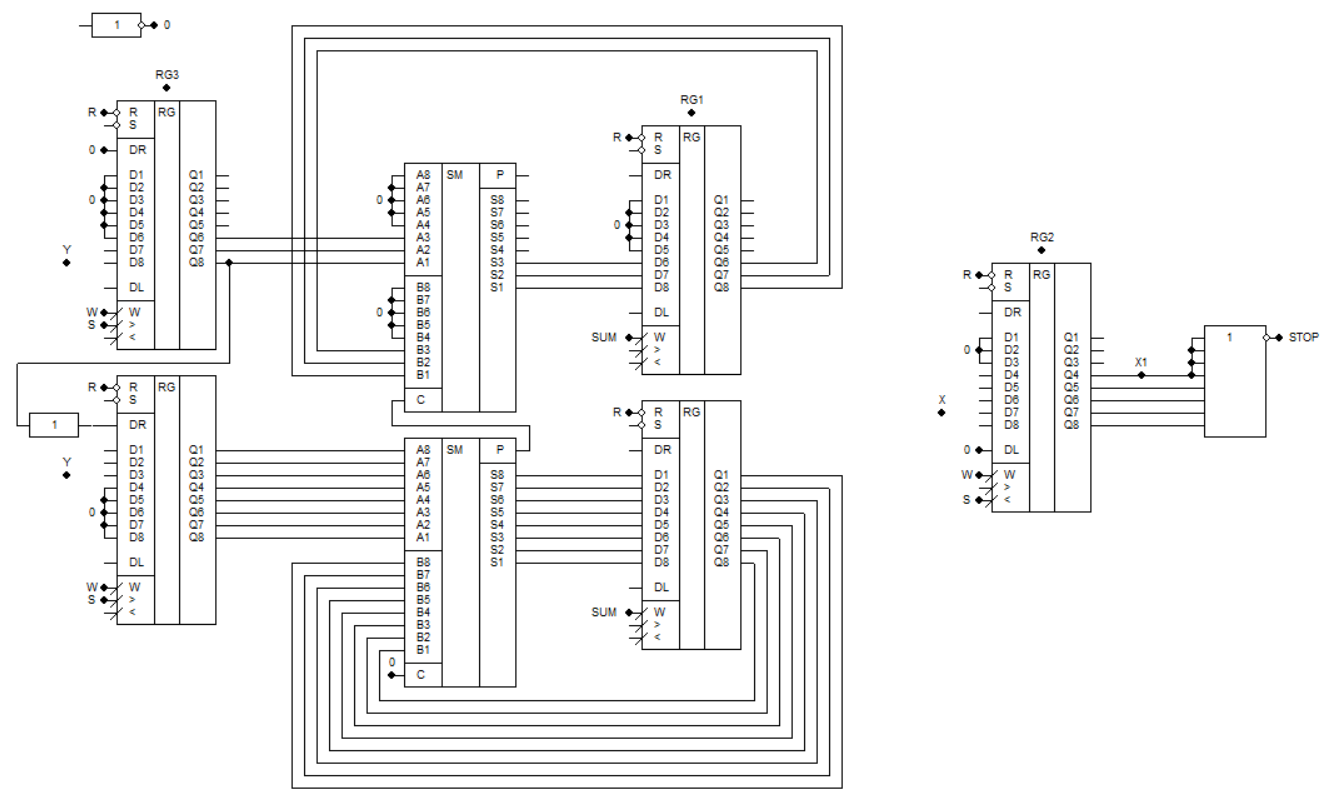 1
0
RG3
R
R RG
S
0
DR
D1 Q1
D2 Q2
0
D3 Q3
D4 Q4
D5 Q5
D6 Q6
Y
D7 Q7
D8 Q8
DL
W
W
S
>
<
R
R RG
S
1
DR
D1 Q1
D2 Q2
Y
D3 Q3
D4 Q4
D5 Q5
0
D6 Q6
D7 Q7
D8 Q8
DL
W
W
S
>
<
A8 SM P
A7
0
A6 S8
A5 S7
A4 S6
A3 S5
A2 S4
A1 S3
S2
B8 S1
B7
0
B6
B5
B4
B3
B2
B1
C
A8 SM P
A7
A6 S8
A5 S7
A4 S6
A3 S5
A2 S4
A1 S3
S2
B8 S1
B7
B6
B5
B4
B3
B2
B1
0
C
RG1
R
R RG
S
DR
D1 Q1
D2 Q2
0
D3 Q3
D4 Q4
D5 Q5
D6 Q6
D7 Q7
D8 Q8
DL
SUM
W
>
<
R
R RG
S
DR
D1 Q1
D2 Q2
D3 Q3
D4 Q4
D5 Q5
D6 Q6
D7 Q7
D8 Q8
DL
SUM
W
>
<
RG2
R
R RG
S
DR
D1 Q1
0
D2 Q2
D3 Q3
D4 Q4
D5 Q5
X
D6 Q6
D7 Q7
D8 Q8
0
DL
W
W
>
S
<
X1
1
STOP